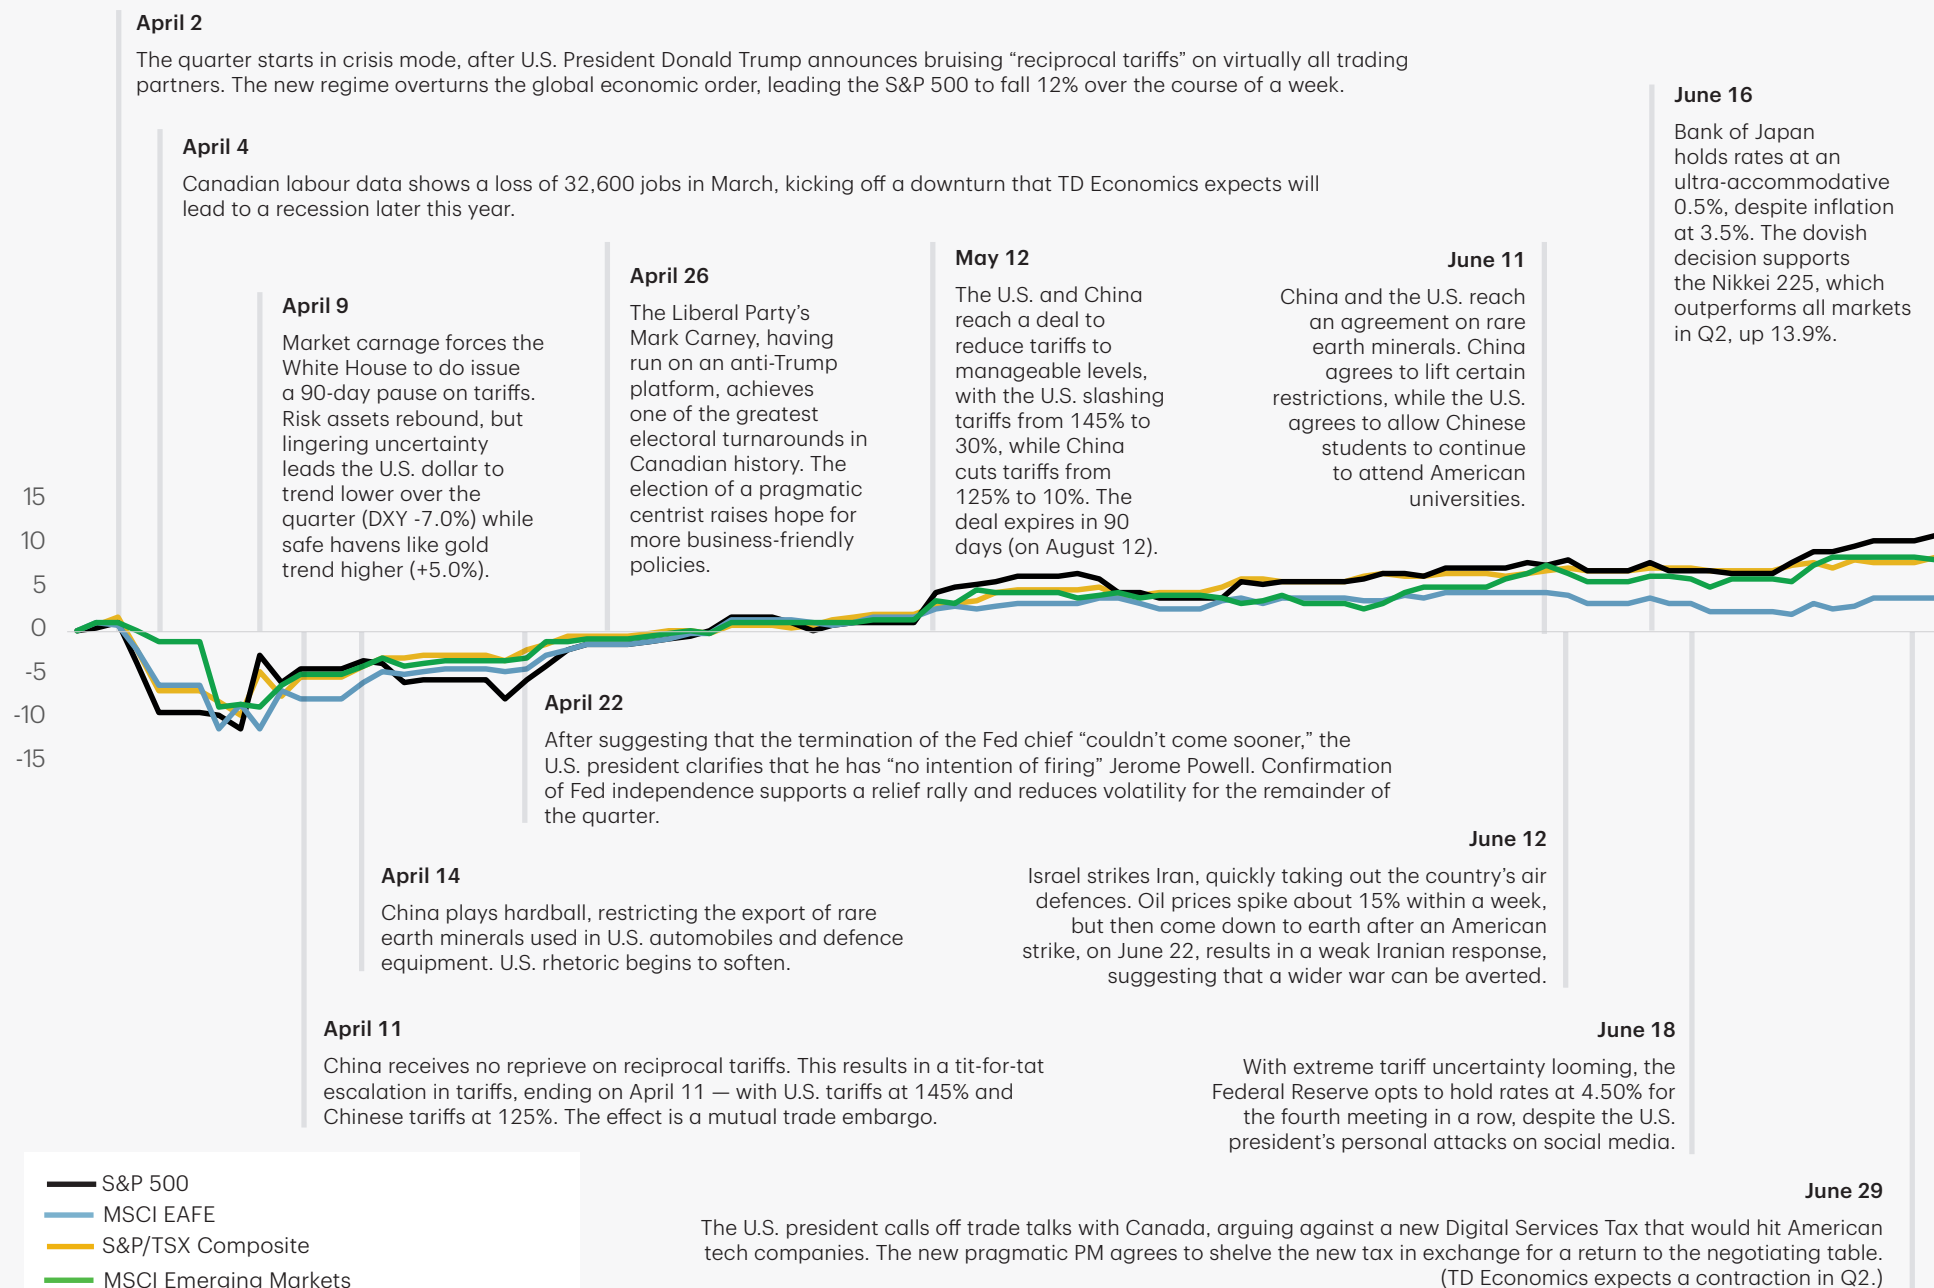 April 2
The quarter starts in crisis mode, after U.S. President Donald Trump announces bruising “reciprocal tariffs” on virtually all trading
partners. The new regime overturns the global economic order, leading the S&P 500 to fall 12% over the course of a week.
April 4
Canadian labour data shows a loss of 32,600 jobs in March, kicking off a downturn that TD Economics expects will
lead to a recession later this year.
April 9
Market carnage forces the
White House to do issue
a 90-day pause on tariffs.
Risk assets rebound, but
lingering uncertainty
leads the U.S. dollar to
trend lower over the
quarter (DXY -7.0%) while
safe havens like gold
trend higher (+5.0%).
April 26
The Liberal Party’s
Mark Carney, having
run on an anti-Trump
platform, achieves
one of the greatest
electoral turnarounds in
Canadian history. The
election of a pragmatic
centrist raises hope for
more business-friendly
policies.
May 12
The U.S. and China
reach a deal to
reduce tariffs to
manageable levels,
with the U.S. slashing
tariffs from 145% to
30%, while China
cuts tariffs from
125% to 10%. The
deal expires in 90
days (on August 12).
June 11
China and the U.S. reach
an agreement on rare
earth minerals. China
agrees to lift certain
restrictions, while the U.S.
agrees to allow Chinese
students to continue
to attend American
universities.
June 16
Bank of Japan
holds rates at an
ultra-accommodative
0.5%, despite inflation
at 3.5%. The dovish
decision supports
the Nikkei 225, which
outperforms all markets
in Q2, up 13.9%.
15
10
5
0
-5
-10
-15
April 22
After suggesting that the termination of the Fed chief “couldn’t come sooner,” the
U.S. president clarifies that he has “no intention of firing” Jerome Powell. Confirmation
of Fed independence supports a relief rally and reduces volatility for the remainder of
the quarter.
April 14
China plays hardball, restricting the export of rare
earth minerals used in U.S. automobiles and defence
equipment. U.S. rhetoric begins to soften.
April 11
China receives no reprieve on reciprocal tariffs. This results in a tit-for-tat
escalation in tariffs, ending on April 11 — with U.S. tariffs at 145% and
Chinese tariffs at 125%. The effect is a mutual trade embargo.
June 12
Israel strikes Iran, quickly taking out the country’s air
defences. Oil prices spike about 15% within a week,
but then come down to earth after an American
strike, on June 22, results in a weak Iranian response,
suggesting that a wider war can be averted.
June 18
With extreme tariff uncertainty looming, the
Federal Reserve opts to hold rates at 4.50% for
the fourth meeting in a row, despite the U.S.
president’s personal attacks on social media.
June 29
The U.S. president calls off trade talks with Canada, arguing against a new Digital Services Tax that would hit American
tech companies. The new pragmatic PM agrees to shelve the new tax in exchange for a return to the negotiating table.
(TD Economics expects a contraction in Q2.)
S&P 500
MSCI EAFE
S&P/TSX Composite
MSCI Emerging Markets